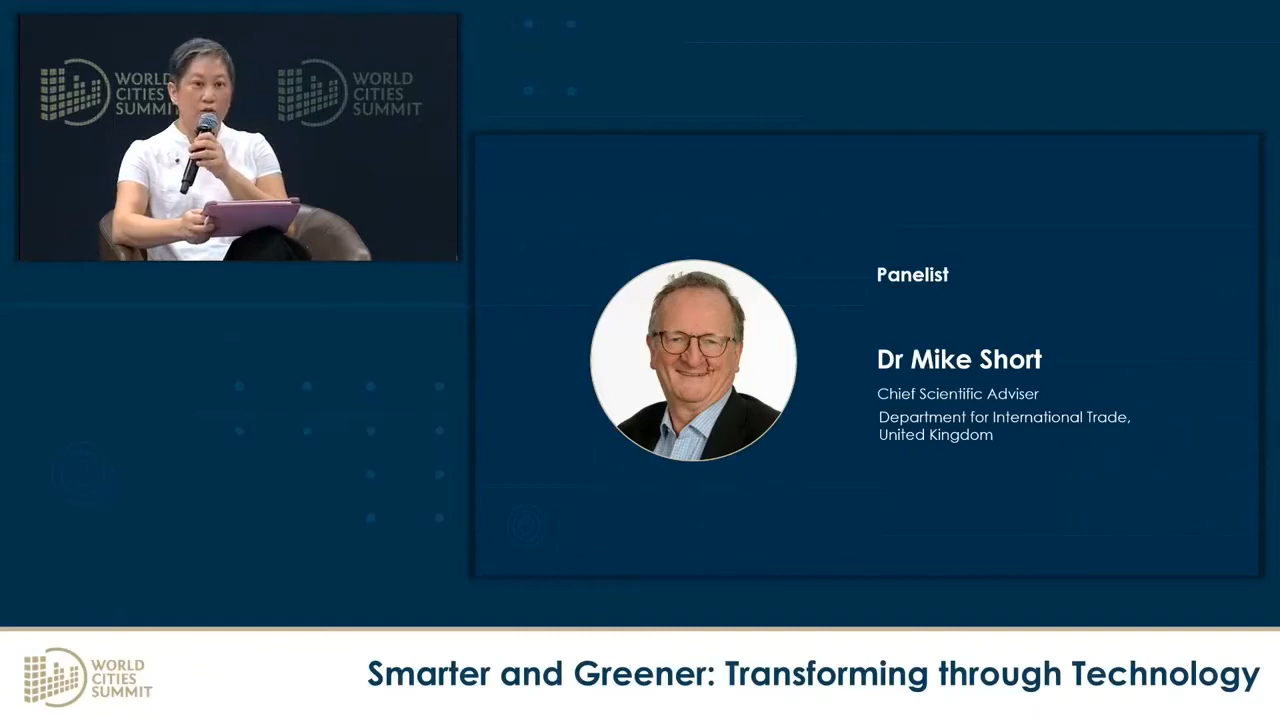 WORLD
CITIES
SUMMIT
WORLD
CITIES
SUMMIT
Panelist
Dr Mike Short
Chief Scientific Adviser
Department for International Trade,
United Kingdom
WORLD
CITIES
SUMMIT
Smarter and Greener: Transforming through Technology